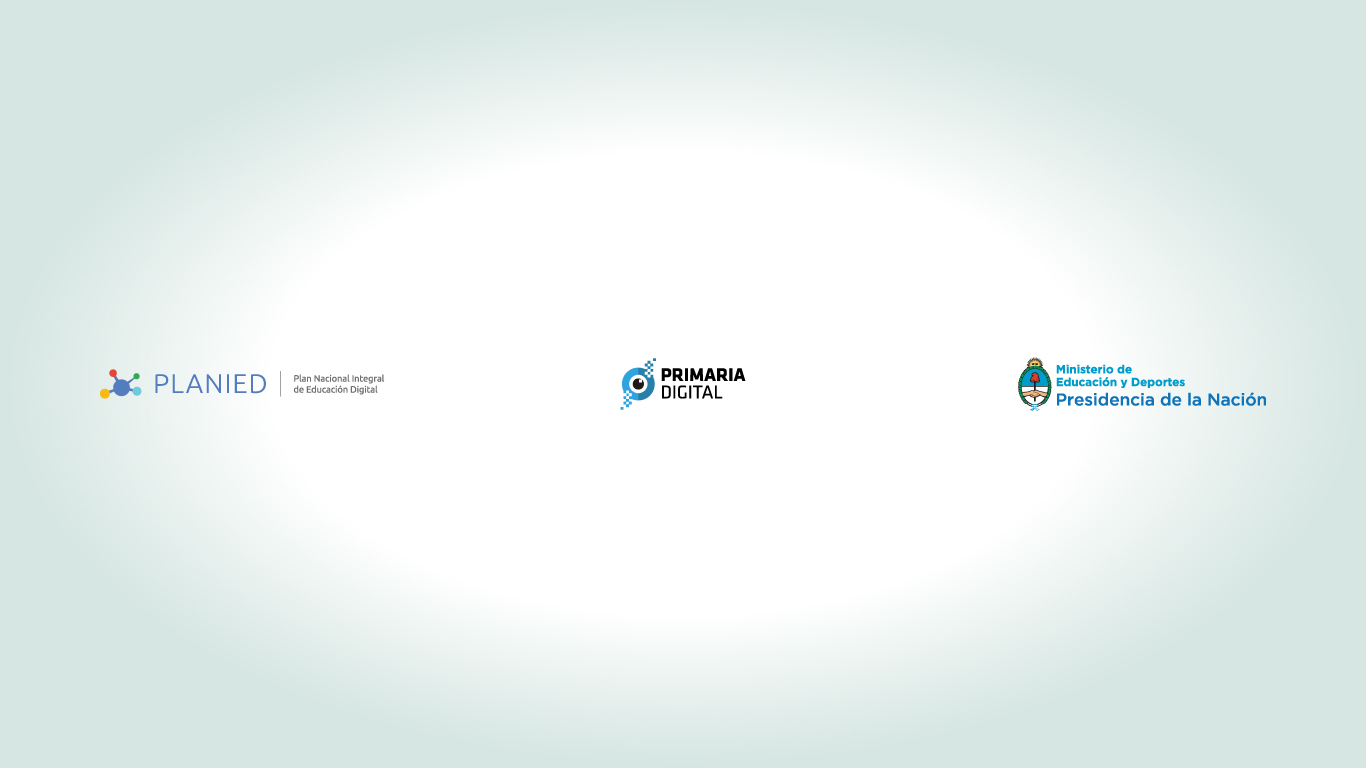 PLANIED
Plan Nacional Integral
de Educación Digital
PRIMARIA
DIGITAL
Ministerio de
Educación y Deportes
Presidencia de la Nación